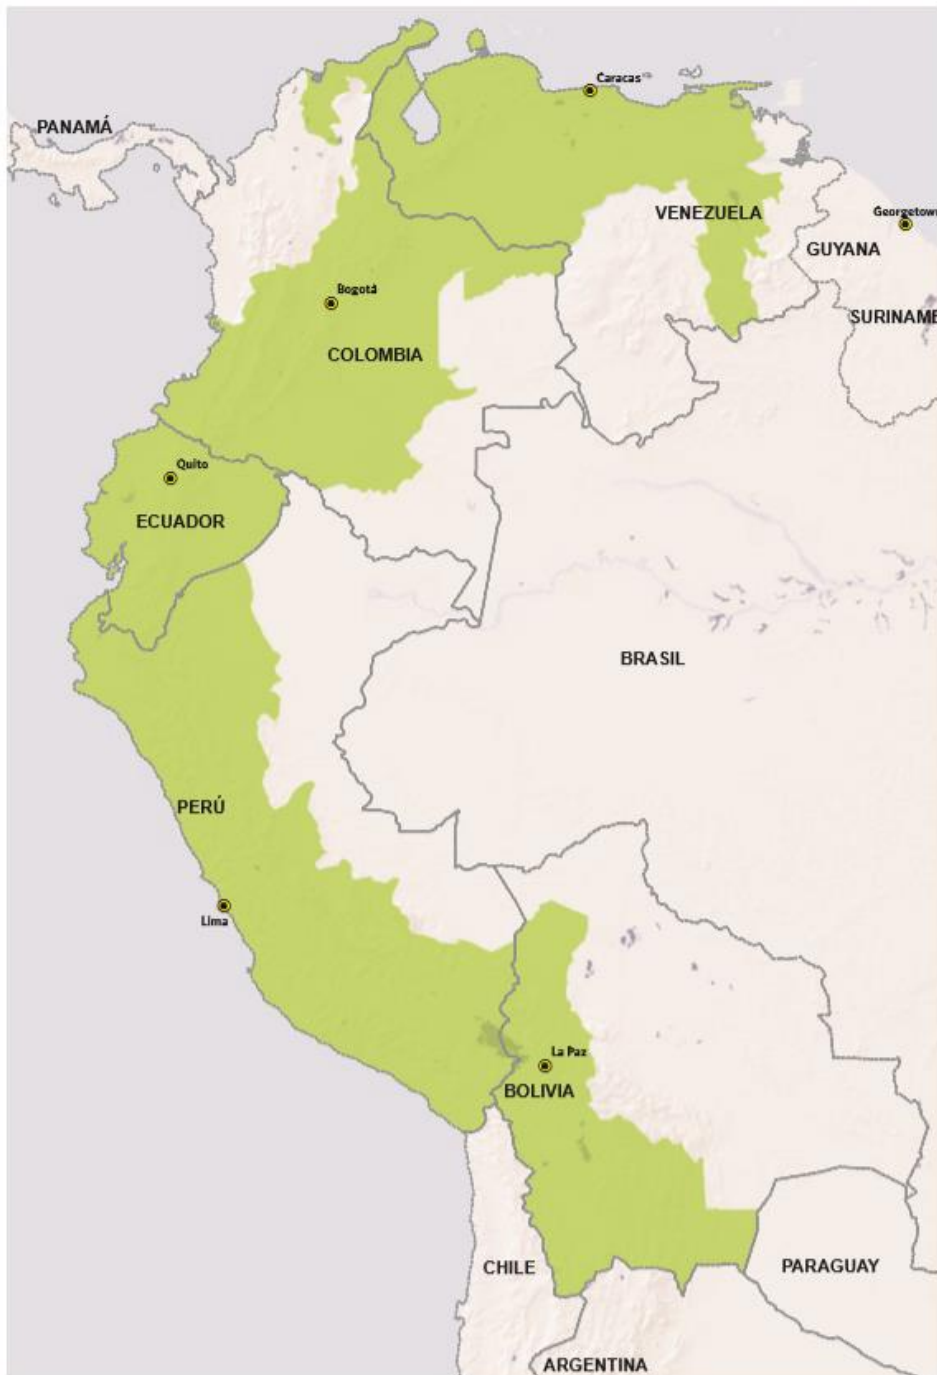 Caracas
PANAMÁ
VENEZUELA
Georgetown
GUYANA
Bogotá
SURINAME
COLOMBIA
Quito
ECUADOR
BRASIL
PERÚ
Lima
La Paz
BOLIVIA
CHILE
PARAGUAY
ARGENTINA